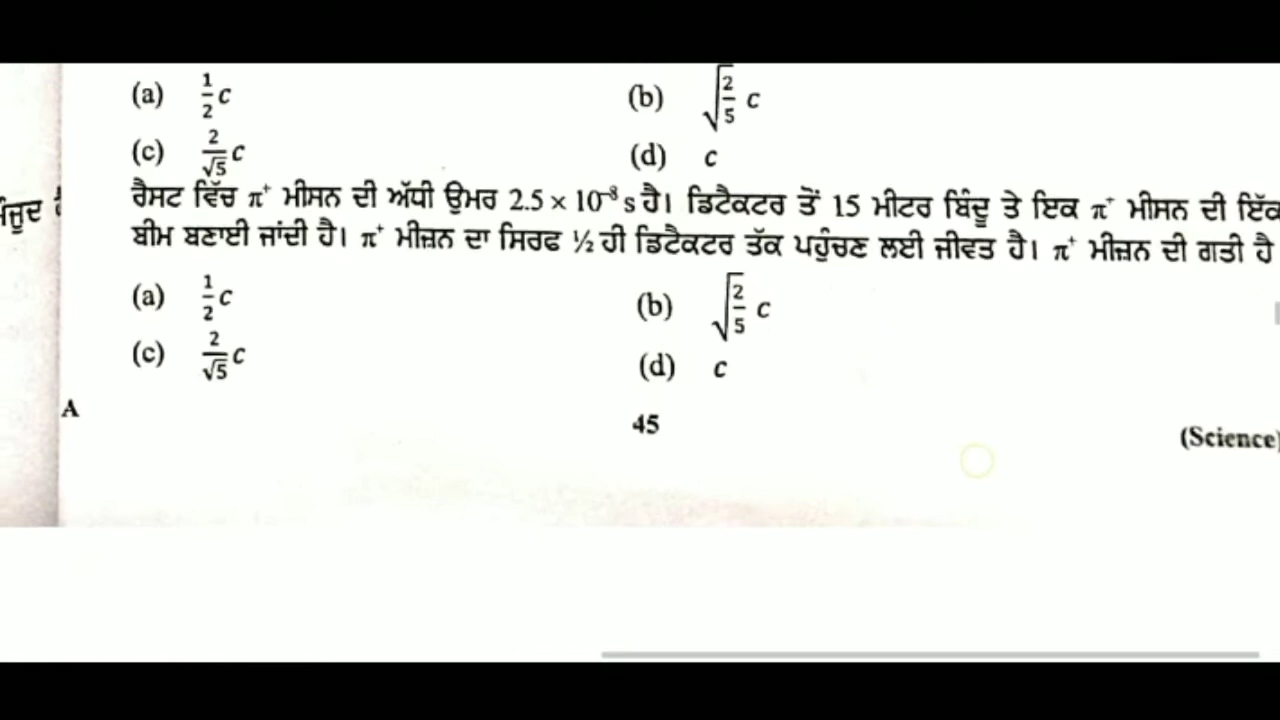 (a) 1/2 c (b) √2/5 c
(c) 2/√5 c (d) c
ਰੈਸਟ ਵਿੱਚ π⁺ ਮੀਸਨ ਦੀ ਅੱਧੀ ਉਮਰ 2.5 × 10⁻⁸ s ਹੈ। ਡਿਟੈਕਟਰ ਤੋਂ 15 ਮੀਟਰ ਬਿੰਦੂ ਤੇ ਇਕ π⁺ ਮੀਸਨ ਦੀ ਇੱਕ
ਬੀਮ ਬਣਾਈ ਜਾਂਦੀ ਹੈ। π⁺ ਮੀਜ਼ਨ ਦਾ ਸਿਰਫ ½ ਹੀ ਡਿਟੈਕਟਰ ਤੱਕ ਪਹੁੰਚਣ ਲਈ ਜੀਵਤ ਹੈ। π⁺ ਮੀਜ਼ਨ ਦੀ ਗਤੀ ਹੈ
(a) 1/2 c (b) √2/5 c
(c) 2/√5 c (d) c
A 45 (Science)